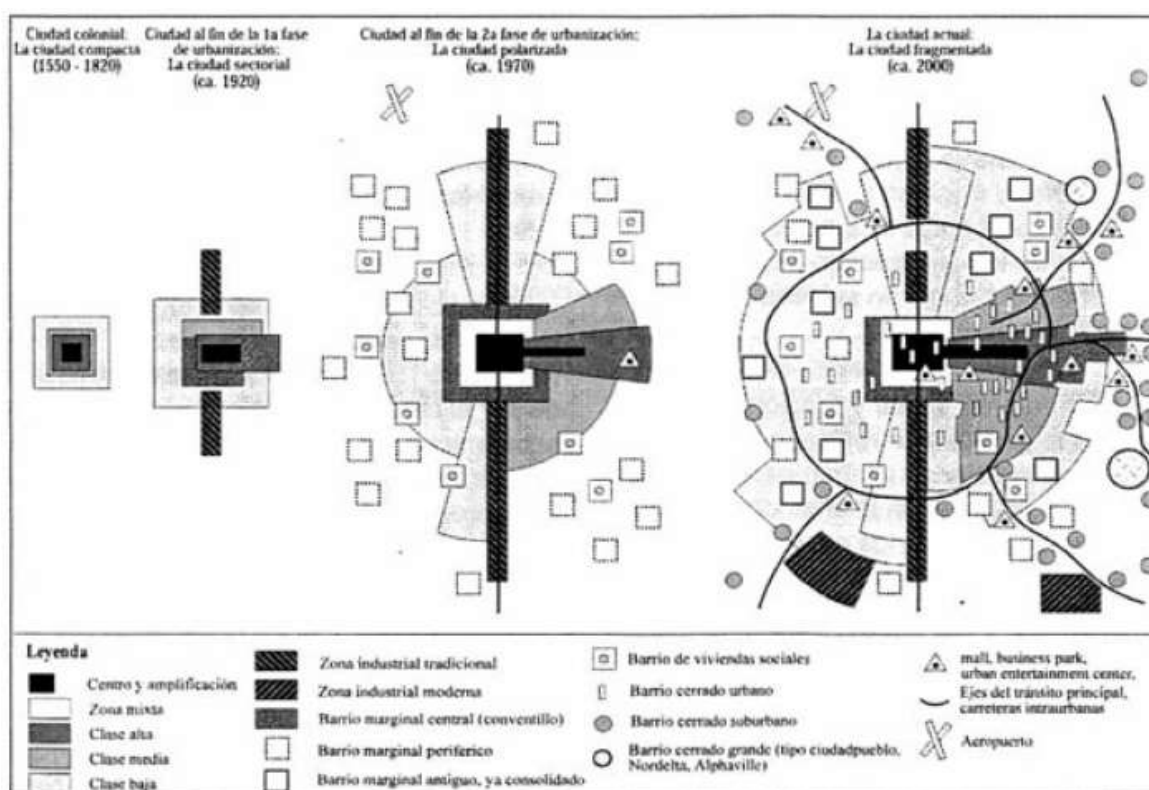 Ciudad colonial:
La ciudad compacta
(1550 - 1820)
Ciudad al fin de la 1a fase
de urbanización:
La ciudad sectorial
(ca. 1920)
Ciudad al fin de la 2a fase de urbanización:
La ciudad polarizada
(ca. 1970)
La ciudad actual:
La ciudad fragmentada
(ca. 2000)
Leyenda
Centro y amplificación
Zona mixta
Clase alta
Clase media
Clase baja
Zona industrial tradicional
Zona industrial moderna
Barrio marginal central (conventillo)
Barrio marginal periférico
Barrio marginal antiguo, ya consolidado
Barrio de viviendas sociales
Barrio cerrado urbano
Barrio cerrado suburbano
Barrio cerrado grande (tipo ciudadpueblo,
Nordelta, Alphaville)
mall, business park,
urban entertainment center,
Ejes del tránsito principal,
carreteras intraurbanas
Aeropuerto